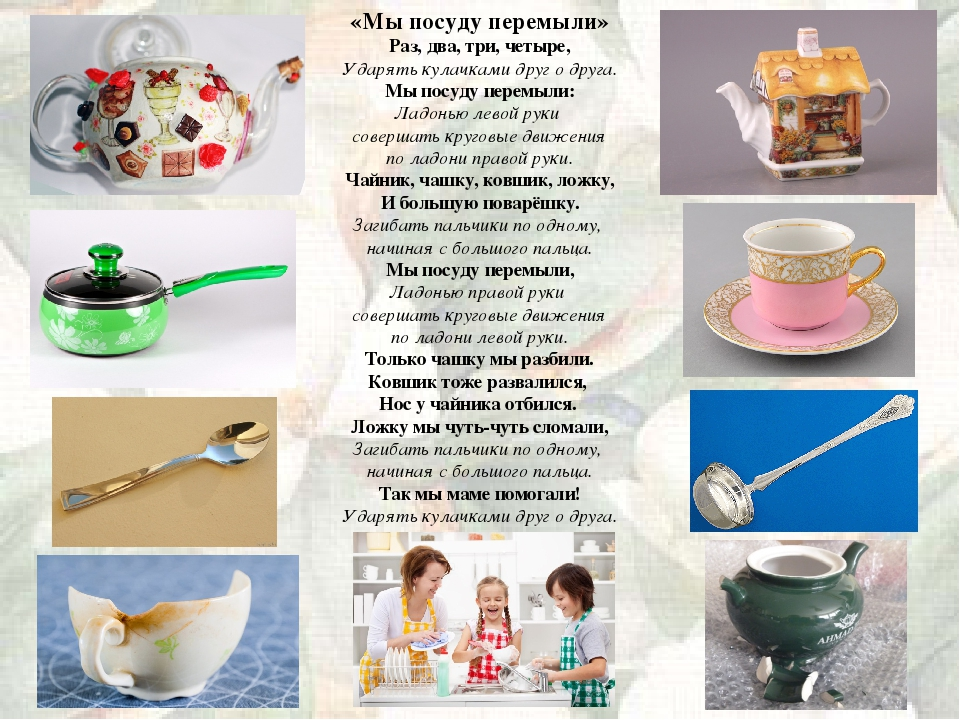 «Мы посуду перемыли»
Раз, два, три, четыре,
Ударять кулачками друг о друга.
Мы посуду перемыли:
Ладонью левой руки
совершать круговые движения
по ладони правой руки.
Чайник, чашку, ковшик, ложку,
И большую поварёшку.
Загибать пальчики по одному,
начиная с большого пальца.
Мы посуду перемыли,
Ладонью правой руки
совершать круговые движения
по ладони левой руки.
Только чашку мы разбили.
Ковшик тоже развалился,
Нос у чайника отбился.
Ложку мы чуть-чуть сломали,
Загибать пальчики по одному,
начиная с большого пальца.
Так мы маме помогали!
Ударять кулачками друг о друга.
AHMAD